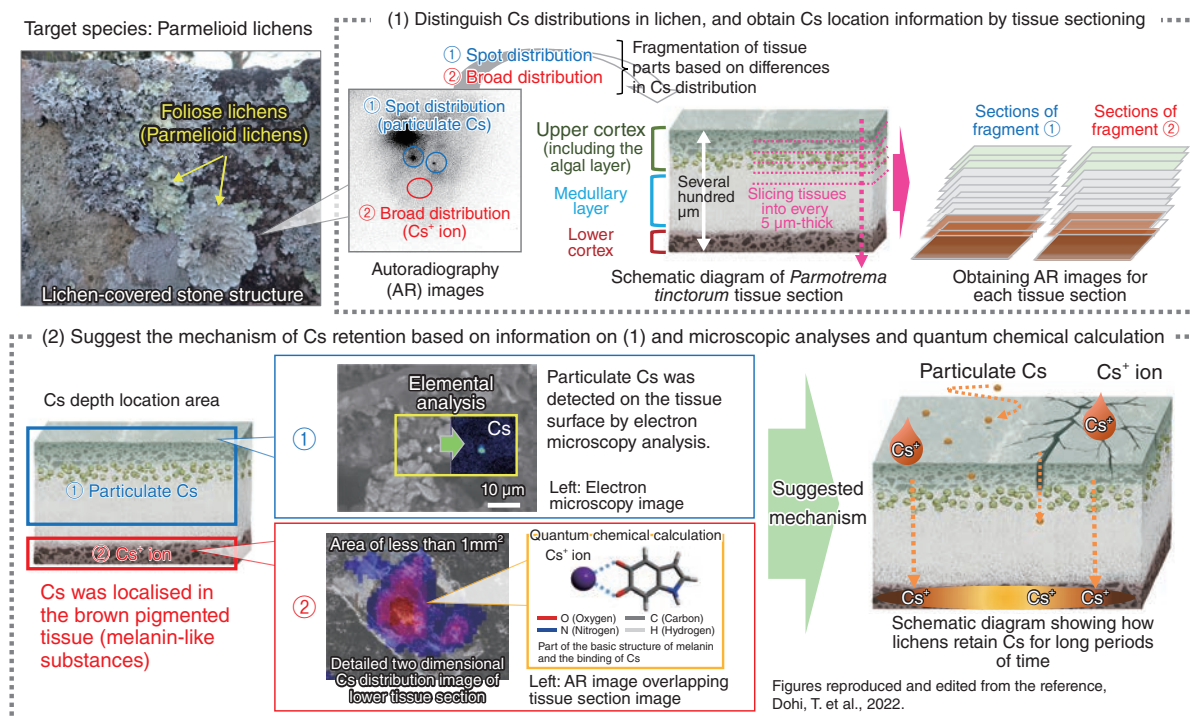 (1) Distinguish Cs distributions in lichen, and obtain Cs location information by tissue sectioning
Target species: Parmelioid lichens
Foliose lichens
(Parmelioid lichens)
Lichen-covered stone structure
① Spot distribution
② Broad distribution
Fragmentation of tissue
parts based on differences
in Cs distribution
① Spot distribution
(particulate Cs)
② Broad distribution
(Cs⁺ ion)
Autoradiography
(AR) images
Upper cortex
(including the
algal layer)
Medullary
layer
Lower
cortex
Several
hundred
µm
Slicing tissues
into every
5 µm-thick
Schematic diagram of Parmotrema
tinctorum tissue section
Sections of
fragment ①
Sections of
fragment ②
Obtaining AR images for
each tissue section
(2) Suggest the mechanism of Cs retention based on information on (1) and microscopic analyses and quantum chemical calculation
Cs depth location area
① Particulate Cs
② Cs⁺ ion
Cs was localised in
the brown pigmented
tissue (melanin-like
substances)
①
Elemental
analysis
Cs
10 µm
Particulate Cs was
detected on the tissue
surface by electron
microscopy analysis.
Left: Electron
microscopy image
②
Area of less than 1mm²
Detailed two dimensional
Cs distribution image of
lower tissue section
Quantum chemical calculation
Cs⁺ ion
O (Oxygen)
C (Carbon)
N (Nitrogen)
H (Hydrogen)
Part of the basic structure of melanin
and the binding of Cs
Left: AR image overlapping
tissue section image
Suggested
mechanism
Particulate Cs
Cs⁺ ion
Cs⁺
Cs⁺
Cs⁺
Cs⁺
Cs⁺
Schematic diagram showing how
lichens retain Cs for long periods
of time
Figures reproduced and edited from the reference,
Dohi, T. et al., 2022.